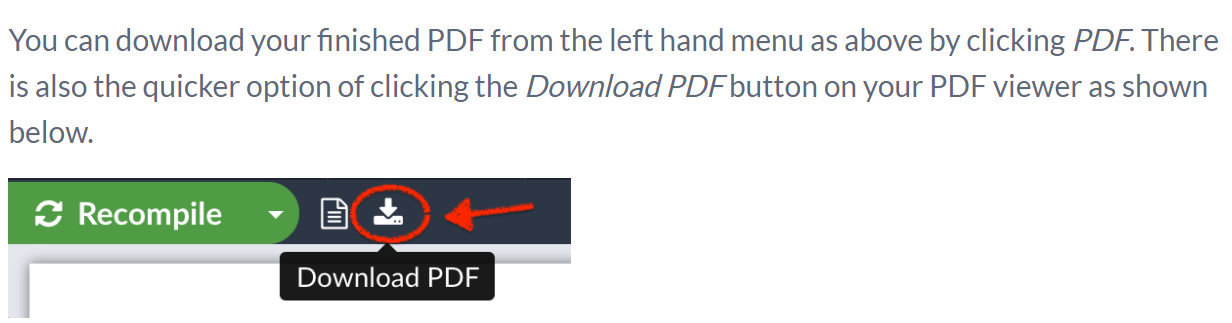 You can download your finished PDF from the left hand menu as above by clicking PDF. There
is also the quicker option of clicking the Download PDF button on your PDF viewer as shown
below.
Recompile
Download PDF